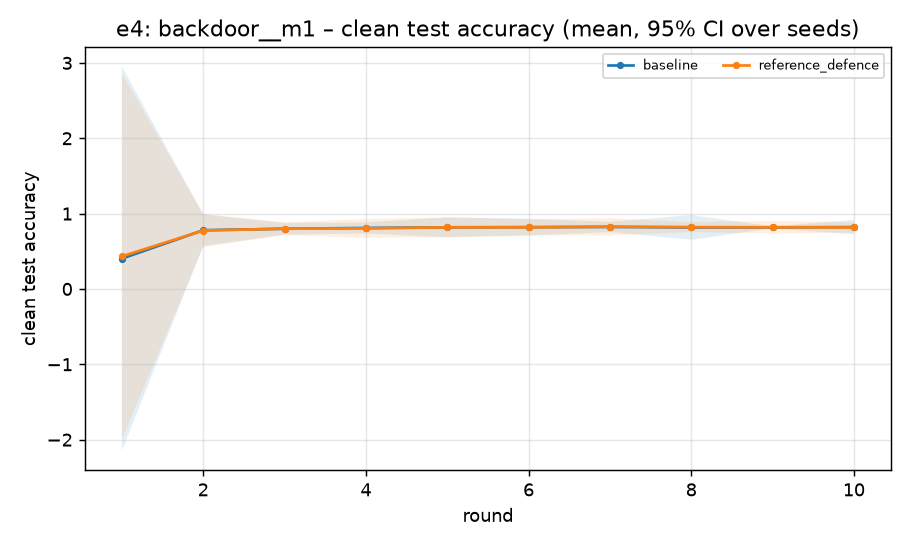 e4: backdoor__m1 – clean test accuracy (mean, 95% CI over seeds)
baseline
reference_defence
clean test accuracy
3
2
1
0
−1
−2
2
4
6
8
10
round